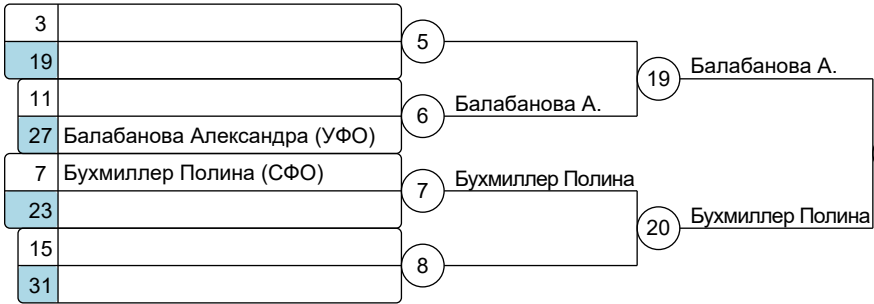 3
5
19
19 Балабанова А.
11
6 Балабанова А.
27 Балабанова Александра (УФО)
7 Бухмиллер Полина (СФО)
7 Бухмиллер Полина
23
20 Бухмиллер Полина
15
8
31